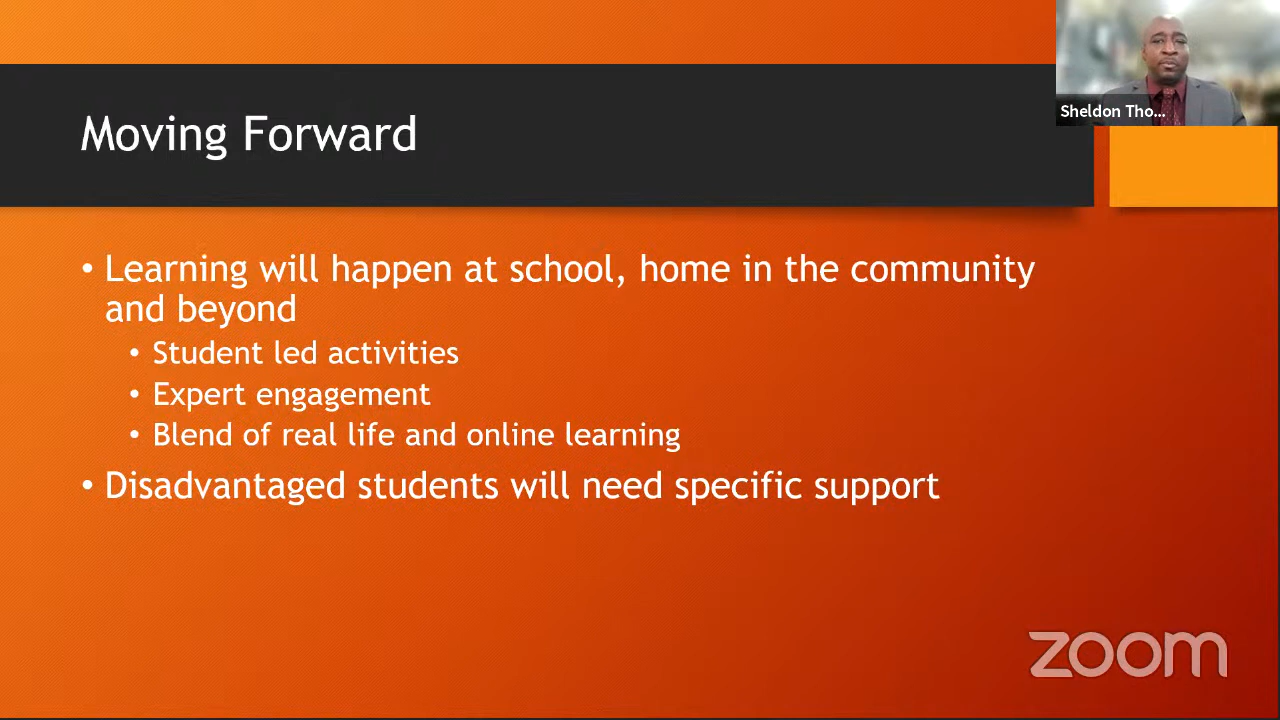 Sheldon Tho...
Moving Forward
• Learning will happen at school, home in the community
and beyond
• Student led activities
• Expert engagement
• Blend of real life and online learning
• Disadvantaged students will need specific support
zoom